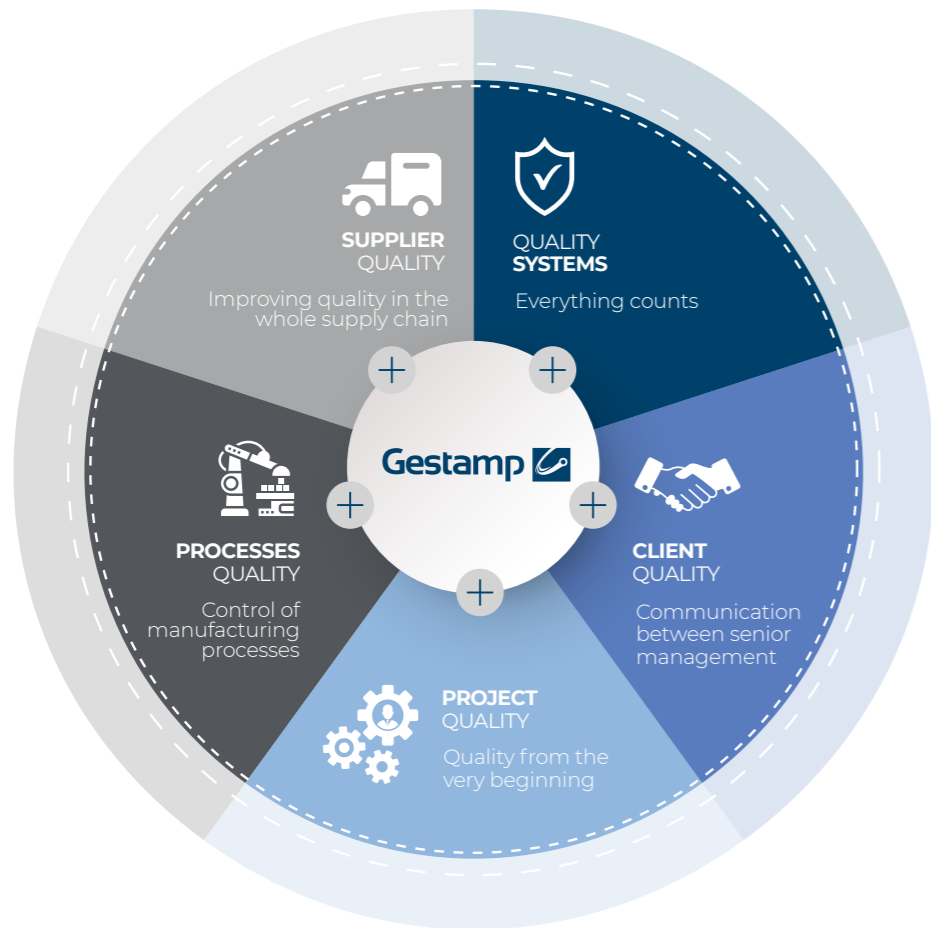 SUPPLIER
QUALITY
Improving quality in the
whole supply chain
QUALITY
SYSTEMS
Everything counts
Gestamp
PROCESSES
QUALITY
Control of
manufacturing
processes
CLIENT
QUALITY
Communication
between senior
management
PROJECT
QUALITY
Quality from the
very beginning